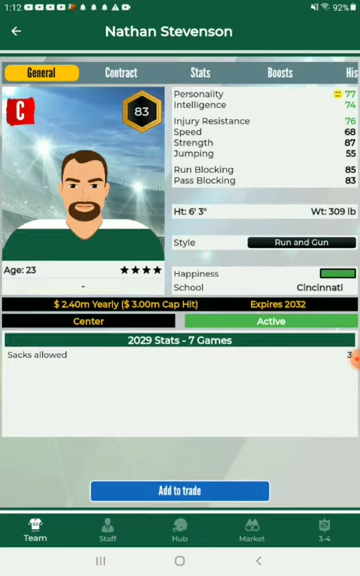 1:12
92%
Nathan Stevenson
General Contract Stats Boosts His
C
83
Personality 77
Intelligence 74
Injury Resistance 76
Speed 68
Strength 87
Jumping 55
Run Blocking 85
Pass Blocking 83
Ht: 6' 3" Wt: 309 lb
Style Run and Gun
Age: 23
-
Happiness
School Cincinnati
$ 2.40m Yearly ($ 3.00m Cap Hit) Expires 2032
Center Active
2029 Stats - 7 Games
Sacks allowed 3
Add to trade
Team Staff Hub Market 3-4